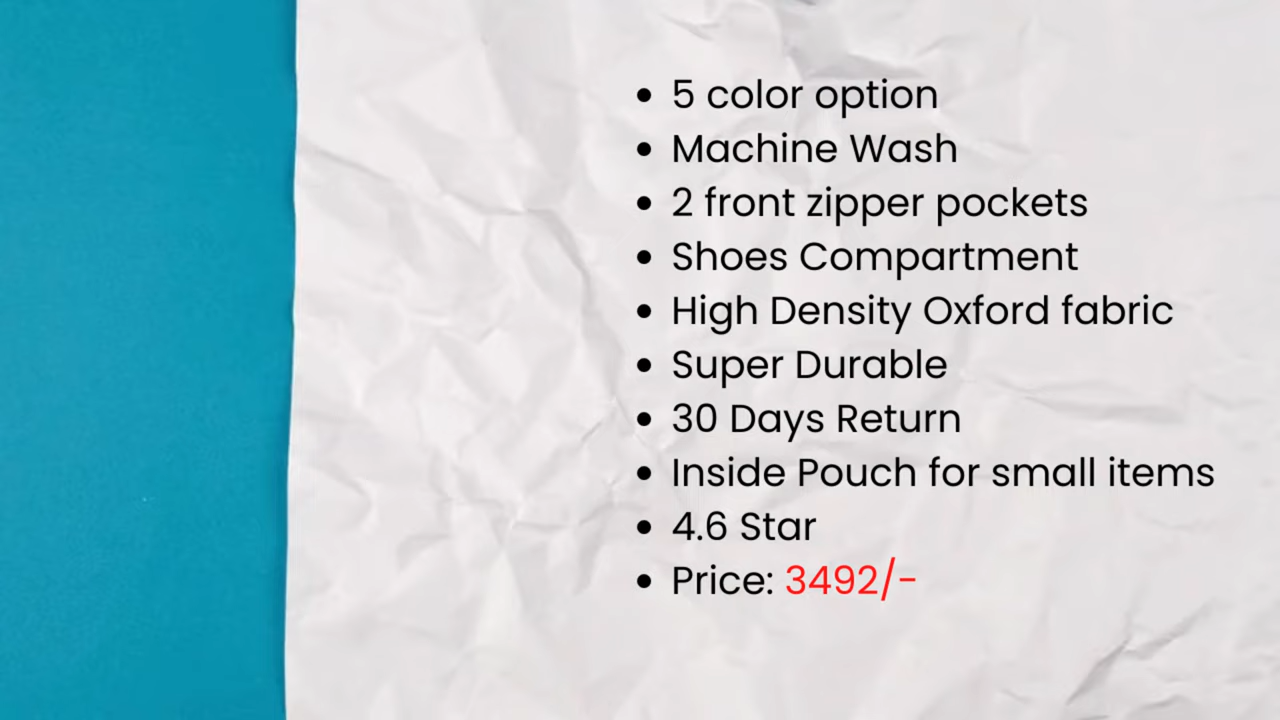 • 5 color option
• Machine Wash
• 2 front zipper pockets
• Shoes Compartment
• High Density Oxford fabric
• Super Durable
• 30 Days Return
• Inside Pouch for small items
• 4.6 Star
• Price: 3492/-